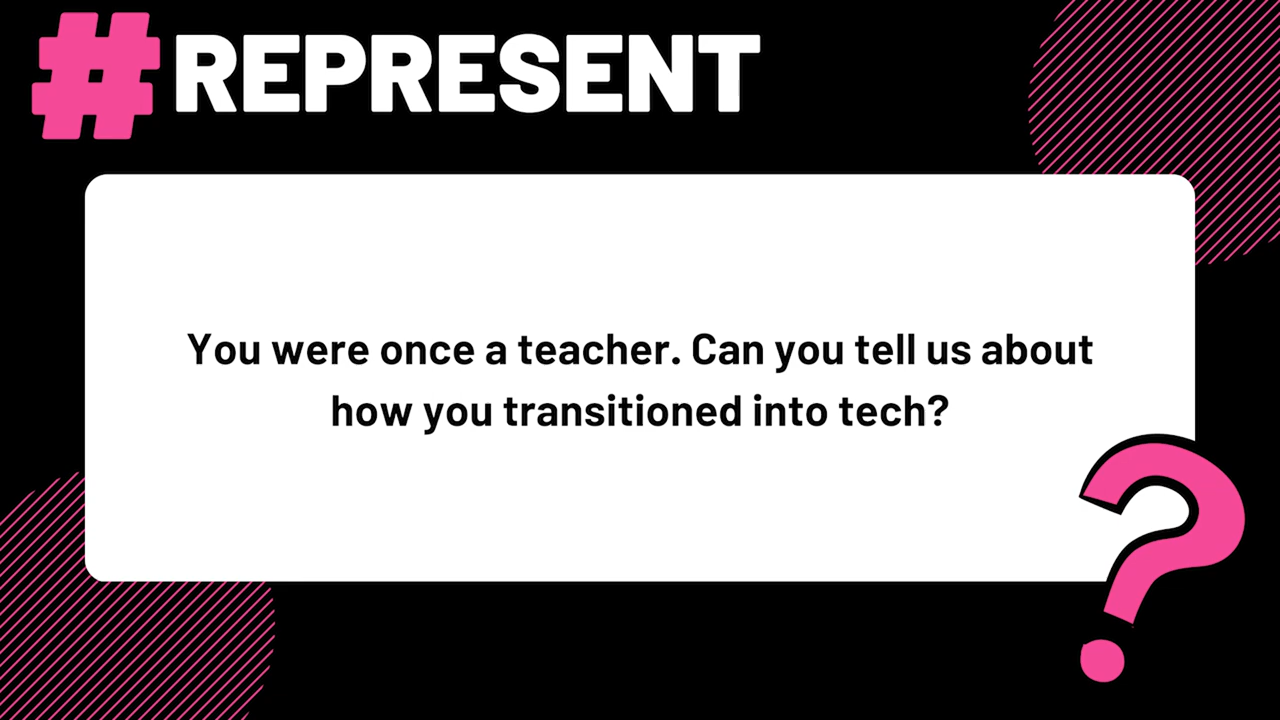 #REPRESENT
You were once a teacher. Can you tell us about
how you transitioned into tech?
?